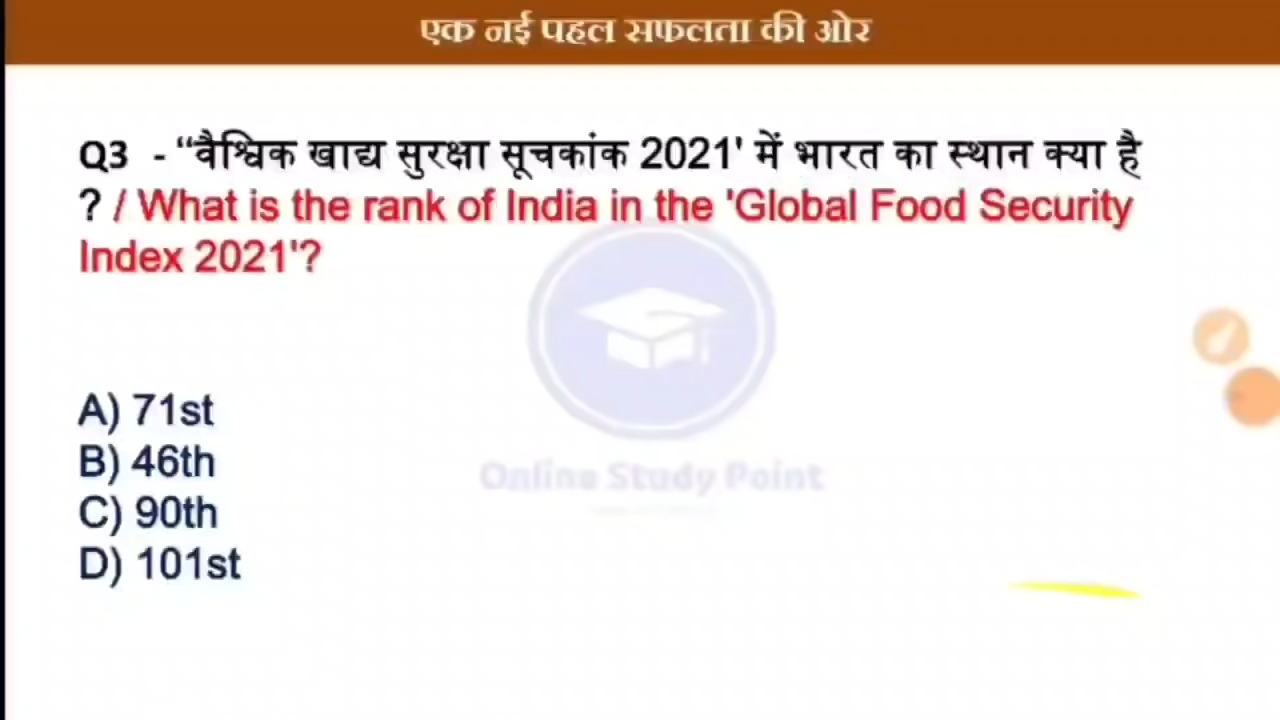 एक नई पहल सफलता की ओर
Q3 - “वैश्विक खाद्य सुरक्षा सूचकांक 2021' में भारत का स्थान क्या है
? / What is the rank of India in the 'Global Food Security
Index 2021'?
Online Study Point
A) 71st
B) 46th
C) 90th
D) 101st